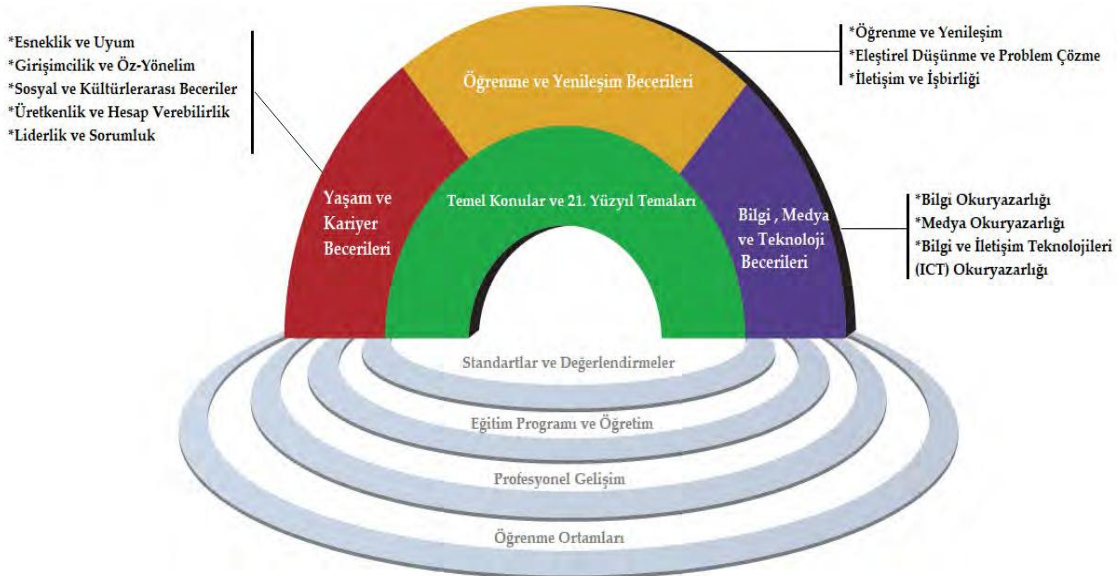 *Esneklik ve Uyum
*Girişimcilik ve Öz-Yönelim
*Sosyal ve Kültürlerarası Beceriler
*Üretkenlik ve Hesap Verebilirlik
*Liderlik ve Sorumluk
Öğrenme ve Yenileşim Becerileri
*Öğrenme ve Yenileşim
*Eleştirel Düşünme ve Problem Çözme
*İletişim ve İşbirliği
Yaşam ve
Kariyer
Becerileri
Temel Konular ve 21. Yüzyıl Temaları
Bilgi , Medya
ve Teknoloji
Becerileri
*Bilgi Okuryazarlığı
*Medya Okuryazarlığı
*Bilgi ve İletişim Teknolojileri
(ICT) Okuryazarlığı
Standartlar ve Değerlendirmeler
Eğitim Programı ve Öğretim
Profesyonel Gelişim
Öğrenme Ortamları